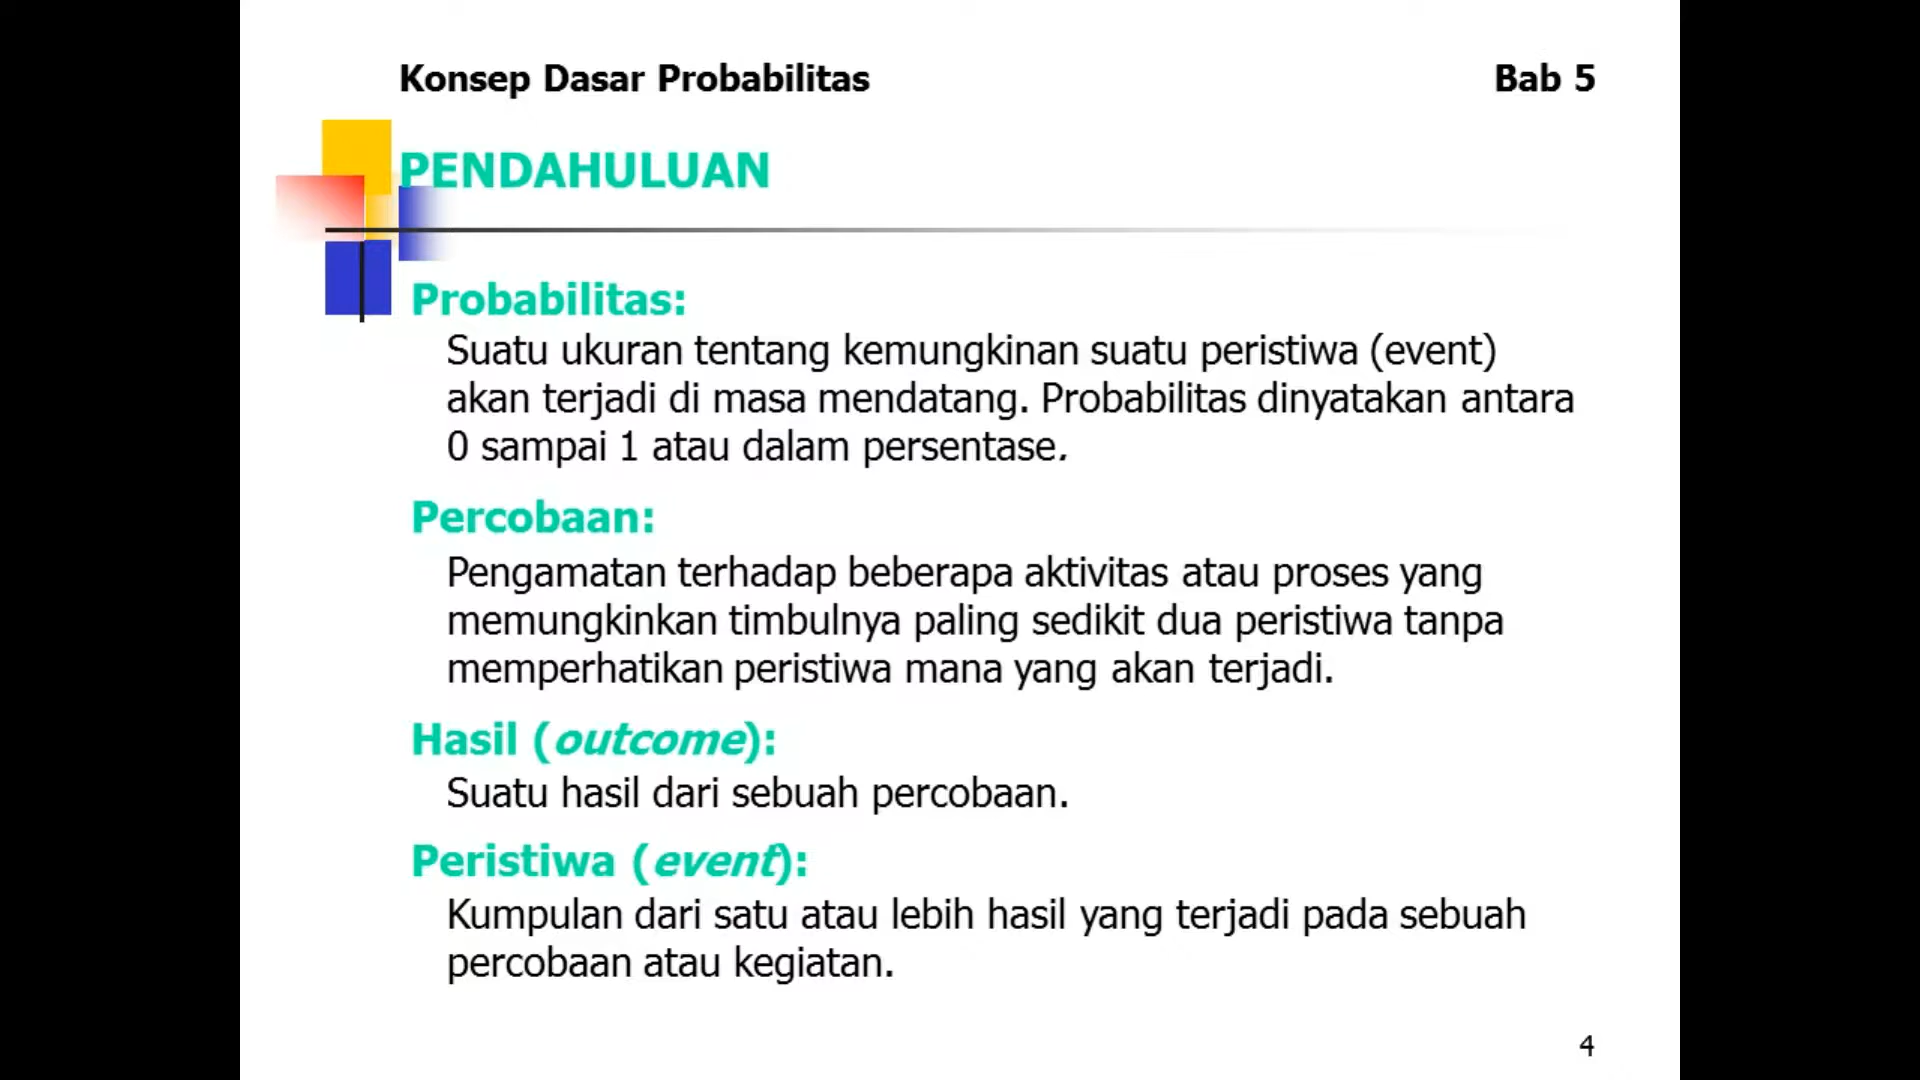 Konsep Dasar Probabilitas
Bab 5
PENDAHULUAN
Probabilitas:
Suatu ukuran tentang kemungkinan suatu peristiwa (event)
akan terjadi di masa mendatang. Probabilitas dinyatakan antara
0 sampai 1 atau dalam persentase.
Percobaan:
Pengamatan terhadap beberapa aktivitas atau proses yang
memungkinkan timbulnya paling sedikit dua peristiwa tanpa
memperhatikan peristiwa mana yang akan terjadi.
Hasil (outcome):
Suatu hasil dari sebuah percobaan.
Peristiwa (event):
Kumpulan dari satu atau lebih hasil yang terjadi pada sebuah
percobaan atau kegiatan.
4